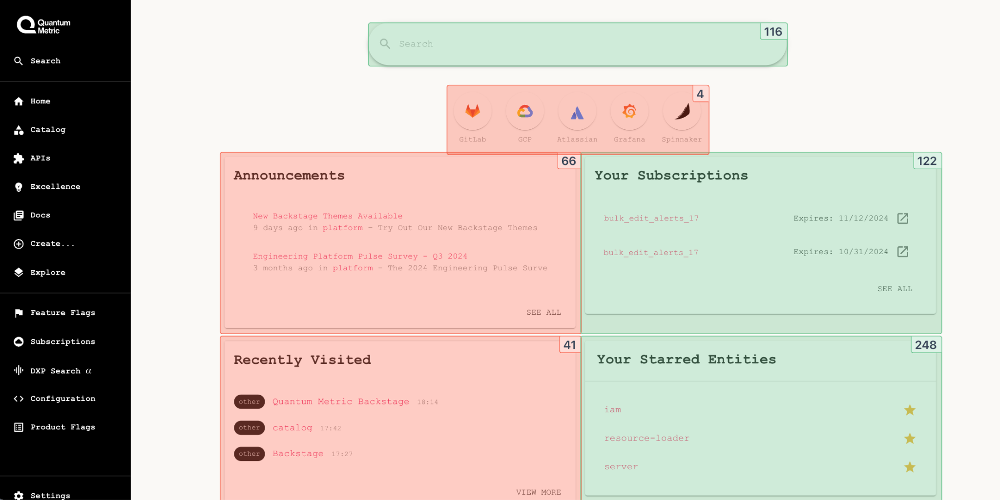 Quantum
Metric
Search
Home
Catalog
APIs
Excellence
Docs
Create...
Explore
Feature Flags
Subscriptions
DXP Search α
Configuration
Product Flags
Settings
116
Search
4
GitLab
GCP
Atlassian
Grafana
Spinnaker
66
Announcements
New Backstage Themes Available
9 days ago in platform – Try Out Our New Backstage Themes
Engineering Platform Pulse Survey - Q3 2024
3 months ago in platform – The 2024 Engineering Pulse Surve
SEE ALL
122
Your Subscriptions
bulk_edit_alerts_17 Expires: 11/12/2024
bulk_edit_alerts_17 Expires: 10/31/2024
SEE ALL
41
Recently Visited
other Quantum Metric Backstage 18:14
other catalog 17:42
other Backstage 17:27
VIEW MORE
248
Your Starred Entities
iam
resource-loader
server